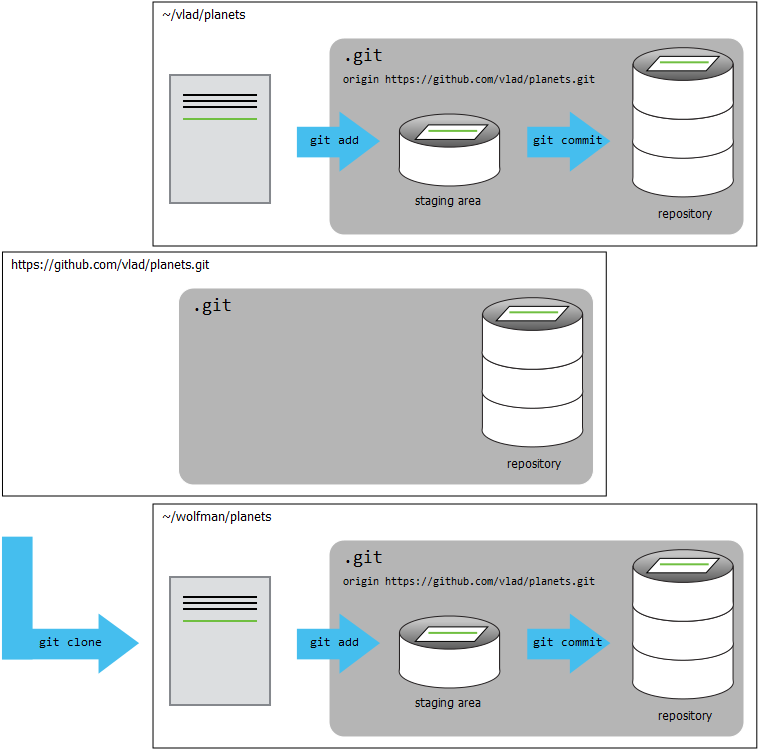 ~/vlad/planets
.git
origin https://github.com/vlad/planets.git
git add
git commit
staging area
repository
https://github.com/vlad/planets.git
.git
repository
~/wolfman/planets
.git
origin https://github.com/vlad/planets.git
git clone
git add
git commit
staging area
repository